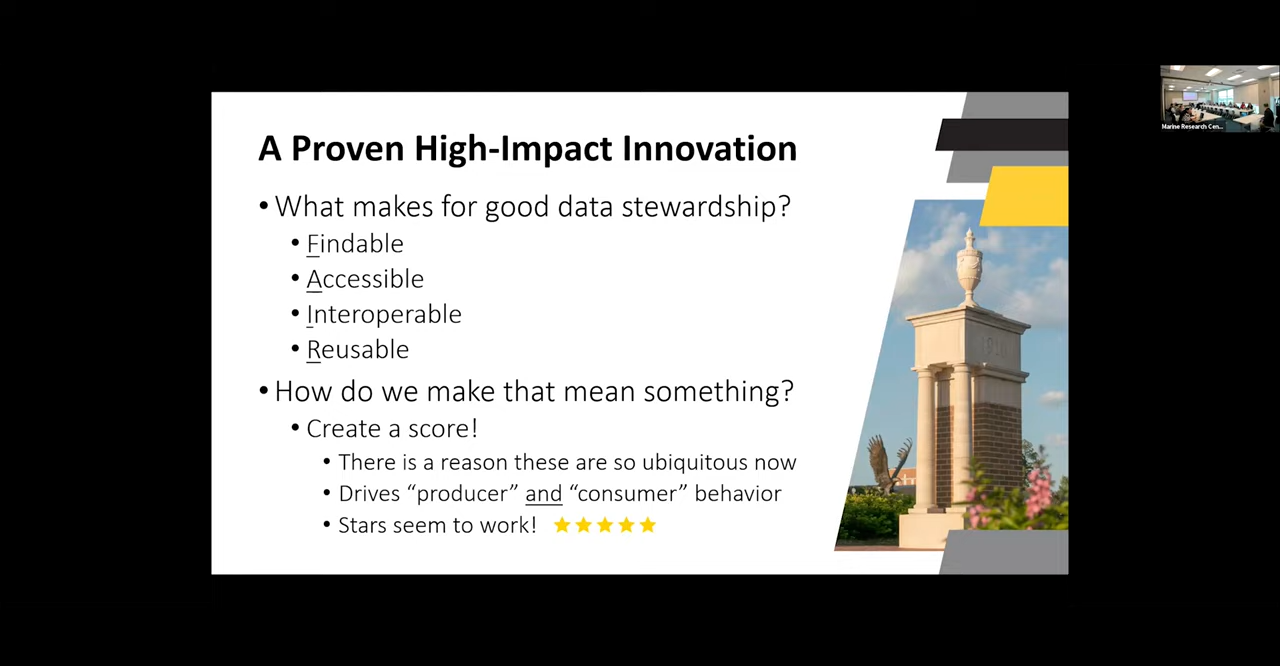 A Proven High-Impact Innovation
• What makes for good data stewardship?
• Findable
• Accessible
• Interoperable
• Reusable
• How do we make that mean something?
• Create a score!
• There is a reason these are so ubiquitous now
• Drives “producer” and “consumer” behavior
• Stars seem to work! ★★★★★
Marine Research Cen...